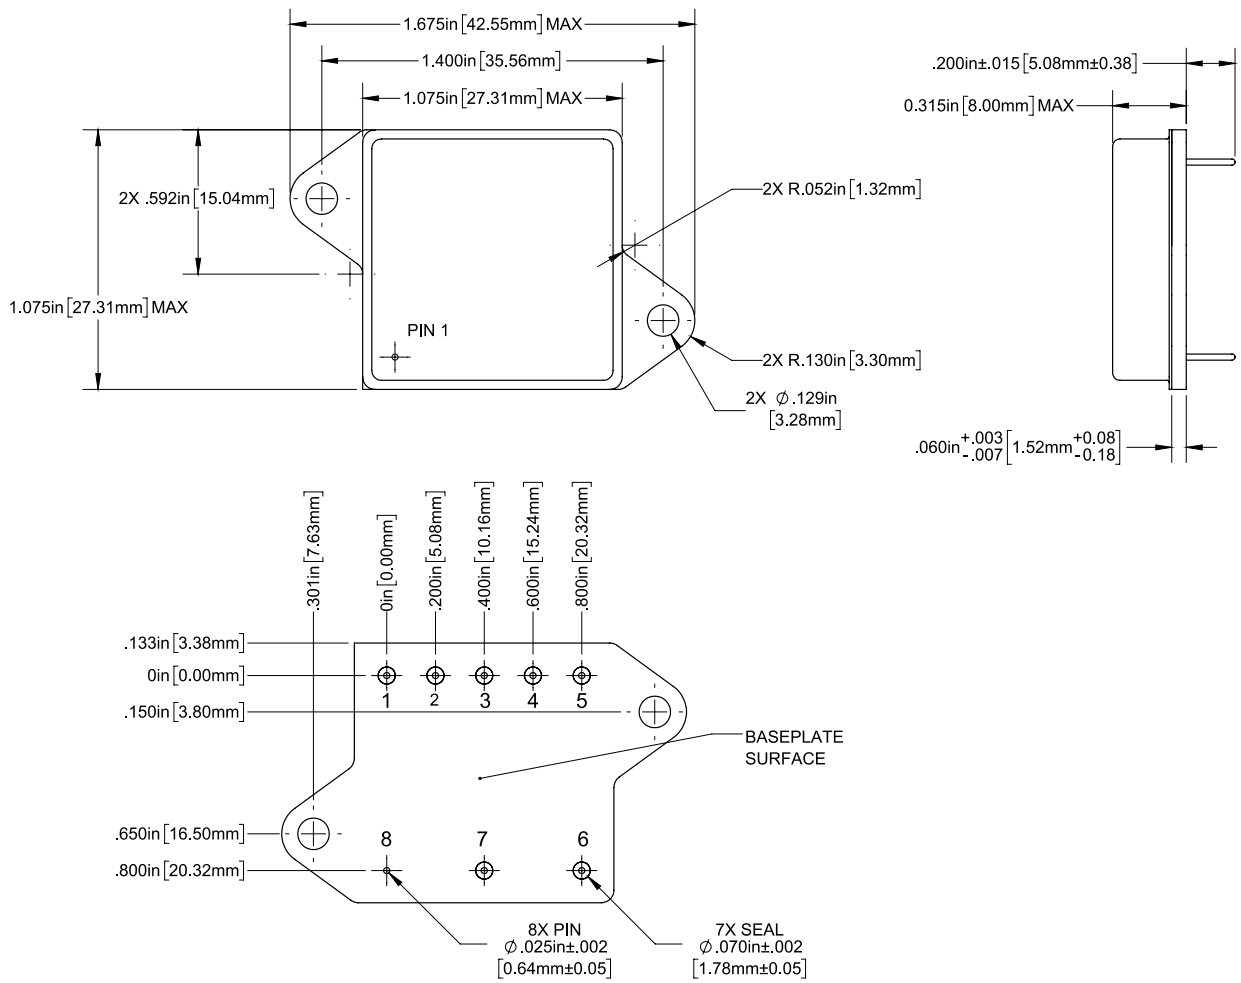 1.675in [42.55mm] MAX
1.400in [35.56mm]
1.075in [27.31mm] MAX
.200in±.015 [5.08mm±0.38]
0.315in [8.00mm] MAX
2X .592in [15.04mm]
2X R.052in [1.32mm]
1.075in [27.31mm] MAX
PIN 1
2X R.130in [3.30mm]
2X ∅.129in
[3.28mm]
.060in +.003 -.007 [1.52mm +0.08 -0.18]
.301in [7.63mm]
0in [0.00mm]
.200in [5.08mm]
.400in [10.16mm]
.600in [15.24mm]
.800in [20.32mm]
.133in [3.38mm]
0in [0.00mm]
1 2 3 4 5
.150in [3.80mm]
BASEPLATE
SURFACE
.650in [16.50mm]
8 7 6
.800in [20.32mm]
8X PIN
∅.025in±.002
[0.64mm±0.05]
7X SEAL
∅.070in±.002
[1.78mm±0.05]